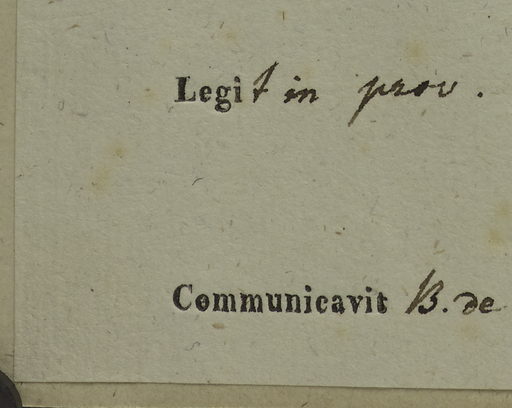 Legit in prov.
Communicavit B. de